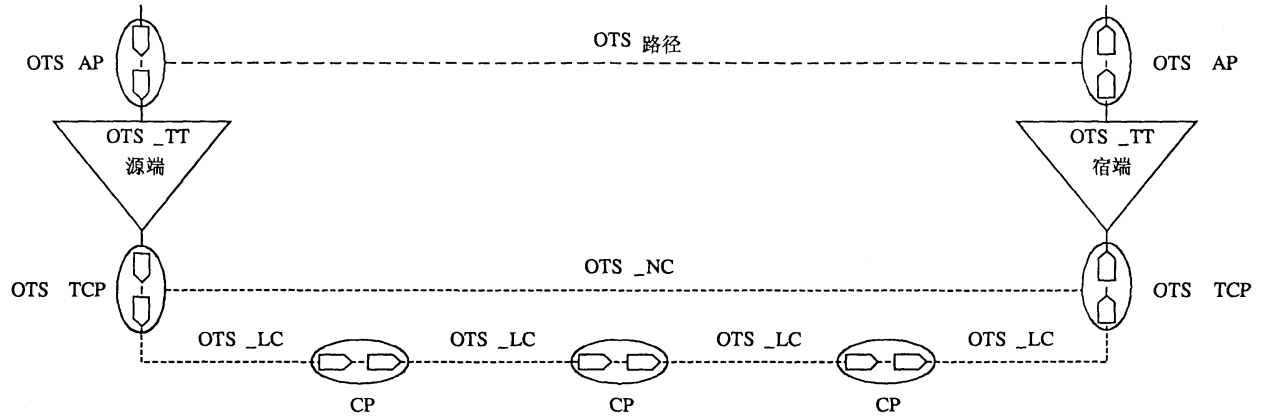 OTS 路径
OTS AP
OTS AP
OTS _TT
源端
OTS _TT
宿端
OTS _NC
OTS TCP
OTS TCP
OTS _LC
OTS _LC
OTS _LC
OTS _LC
CP
CP
CP